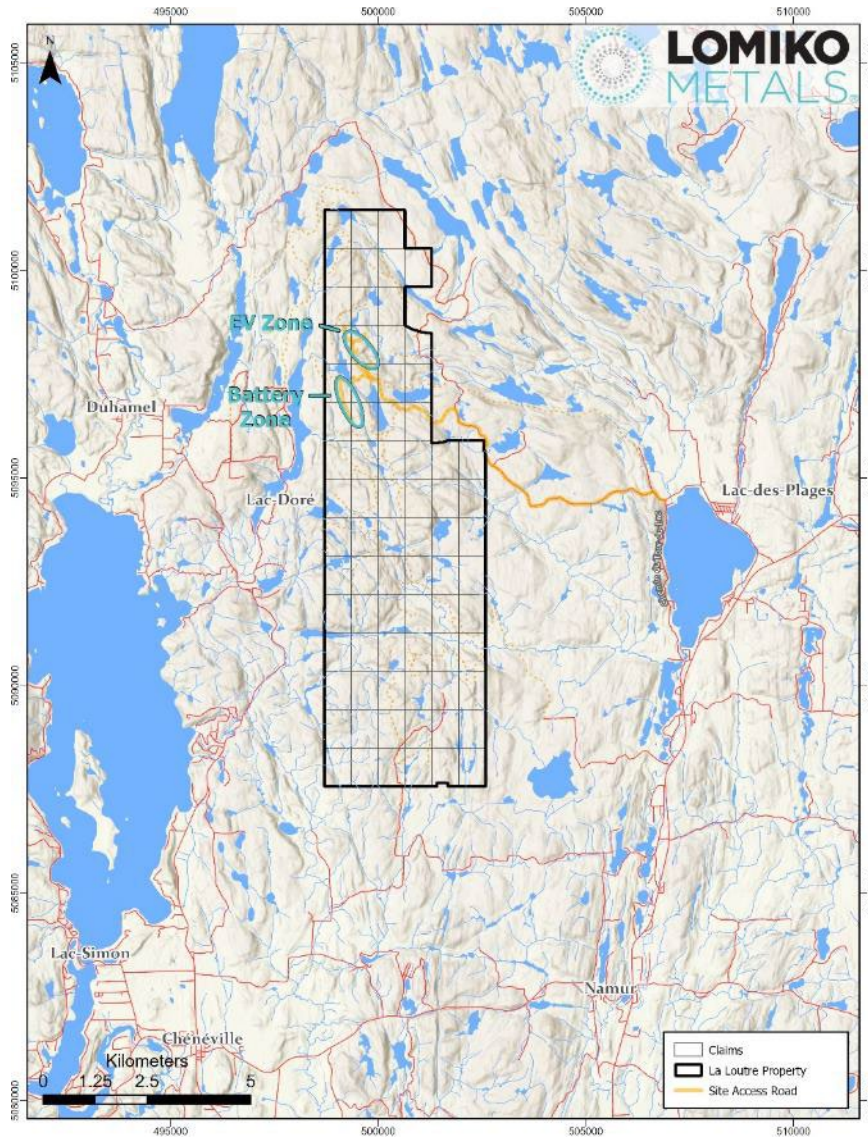 495000
500000
505000
510000
N
LOMIKO
METALS
5105000
5100000
EV Zone
Battery
Zone
Duhamel
5095000
Lac-Doré
Lac-des-Plages
5090000
5085000
Lac-Simon
Namur
Chénéville
Kilometers
0 1.25 2.5 5
Claims
La Loutre Property
Site Access Road
5080000
495000
500000
505000
510000